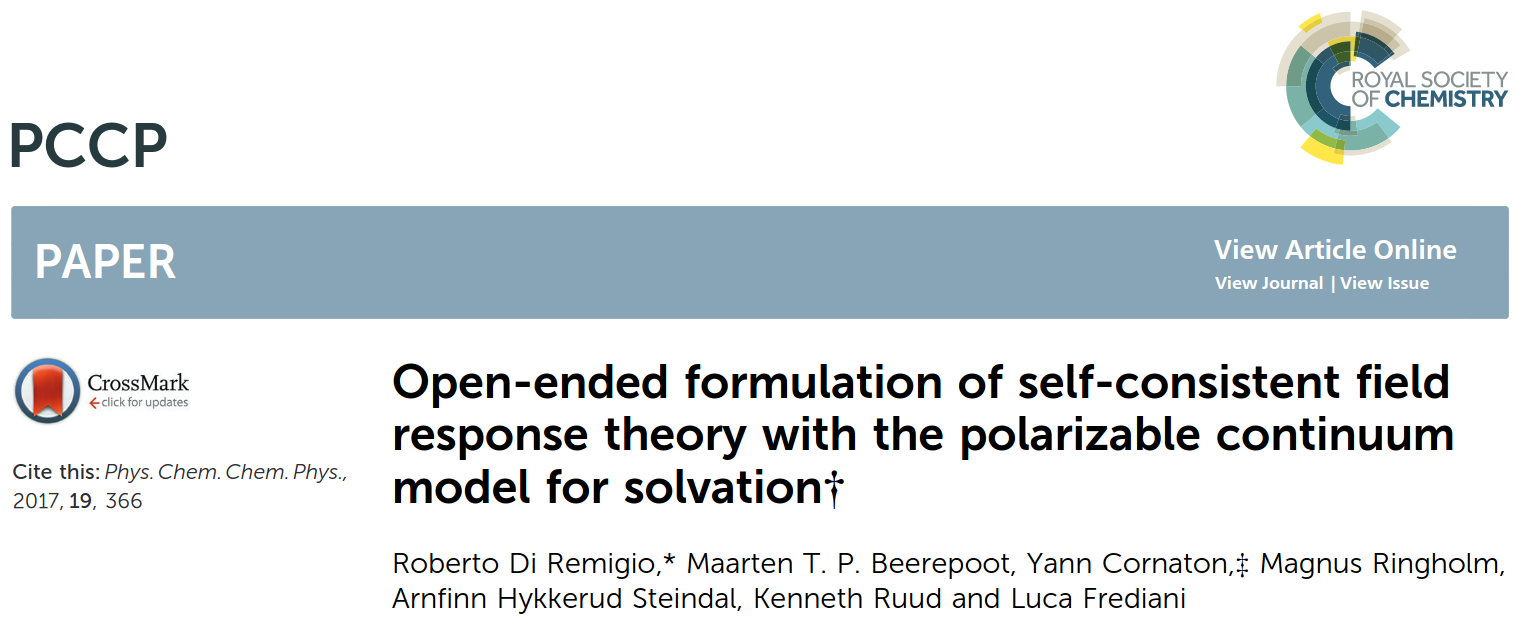 ROYAL SOCIETY
OF CHEMISTRY
PCCP
PAPER
View Article Online
View Journal | View Issue
CrossMark
click for updates
Cite this: Phys. Chem. Chem. Phys.,
2017, 19, 366
Open-ended formulation of self-consistent field
response theory with the polarizable continuum
model for solvation†
Roberto Di Remigio,* Maarten T. P. Beerepoot, Yann Cornaton,‡ Magnus Ringholm,
Arnfinn Hykkerud Steindal, Kenneth Ruud and Luca Frediani